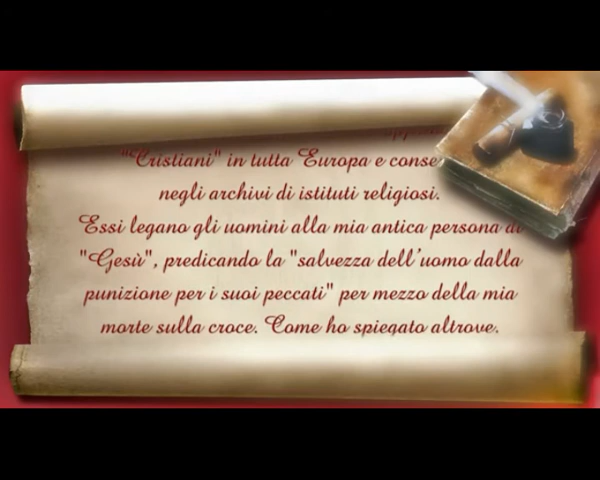 "Cristiani" in tutta Europa e conse
negli archivi di istituti religiosi.
Essi legano gli uomini alla mia antica persona di
"Gesù", predicando la "salvezza dell'uomo dalla
punizione per i suoi peccati" per mezzo della mia
morte sulla croce. Come ho spiegato altrove.